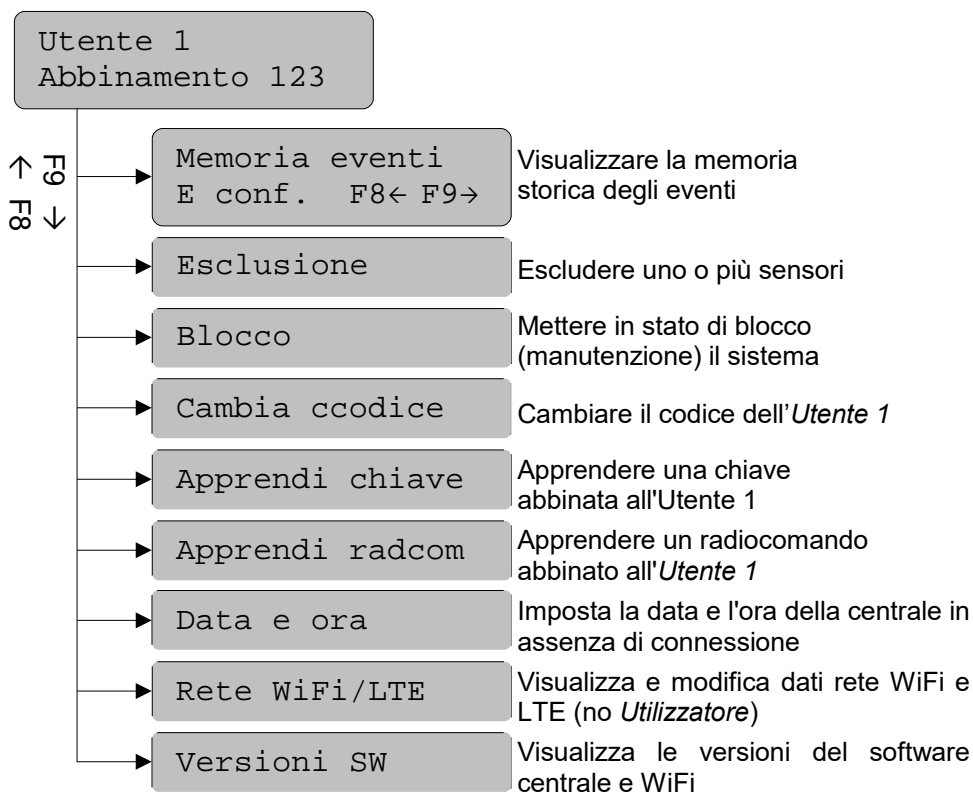 Utente 1
Abbinamento 123
F9 →
← F8
Memoria eventi
E conf. F8← F9→
Visualizzare la memoria
storica degli eventi
Esclusione
Escludere uno o più sensori
Blocco
Mettere in stato di blocco
(manutenzione) il sistema
Cambia ccodice
Cambiare il codice dell'Utente 1
Apprendi chiave
Apprendere una chiave
abbinata all'Utente 1
Apprendi radcom
Apprendere un radiocomando
abbinato all'Utente 1
Data e ora
Imposta la data e l'ora della centrale in
assenza di connessione
Rete WiFi/LTE
Visualizza e modifica dati rete WiFi e
LTE (no Utilizzatore)
Versioni SW
Visualizza le versioni del software
centrale e WiFi